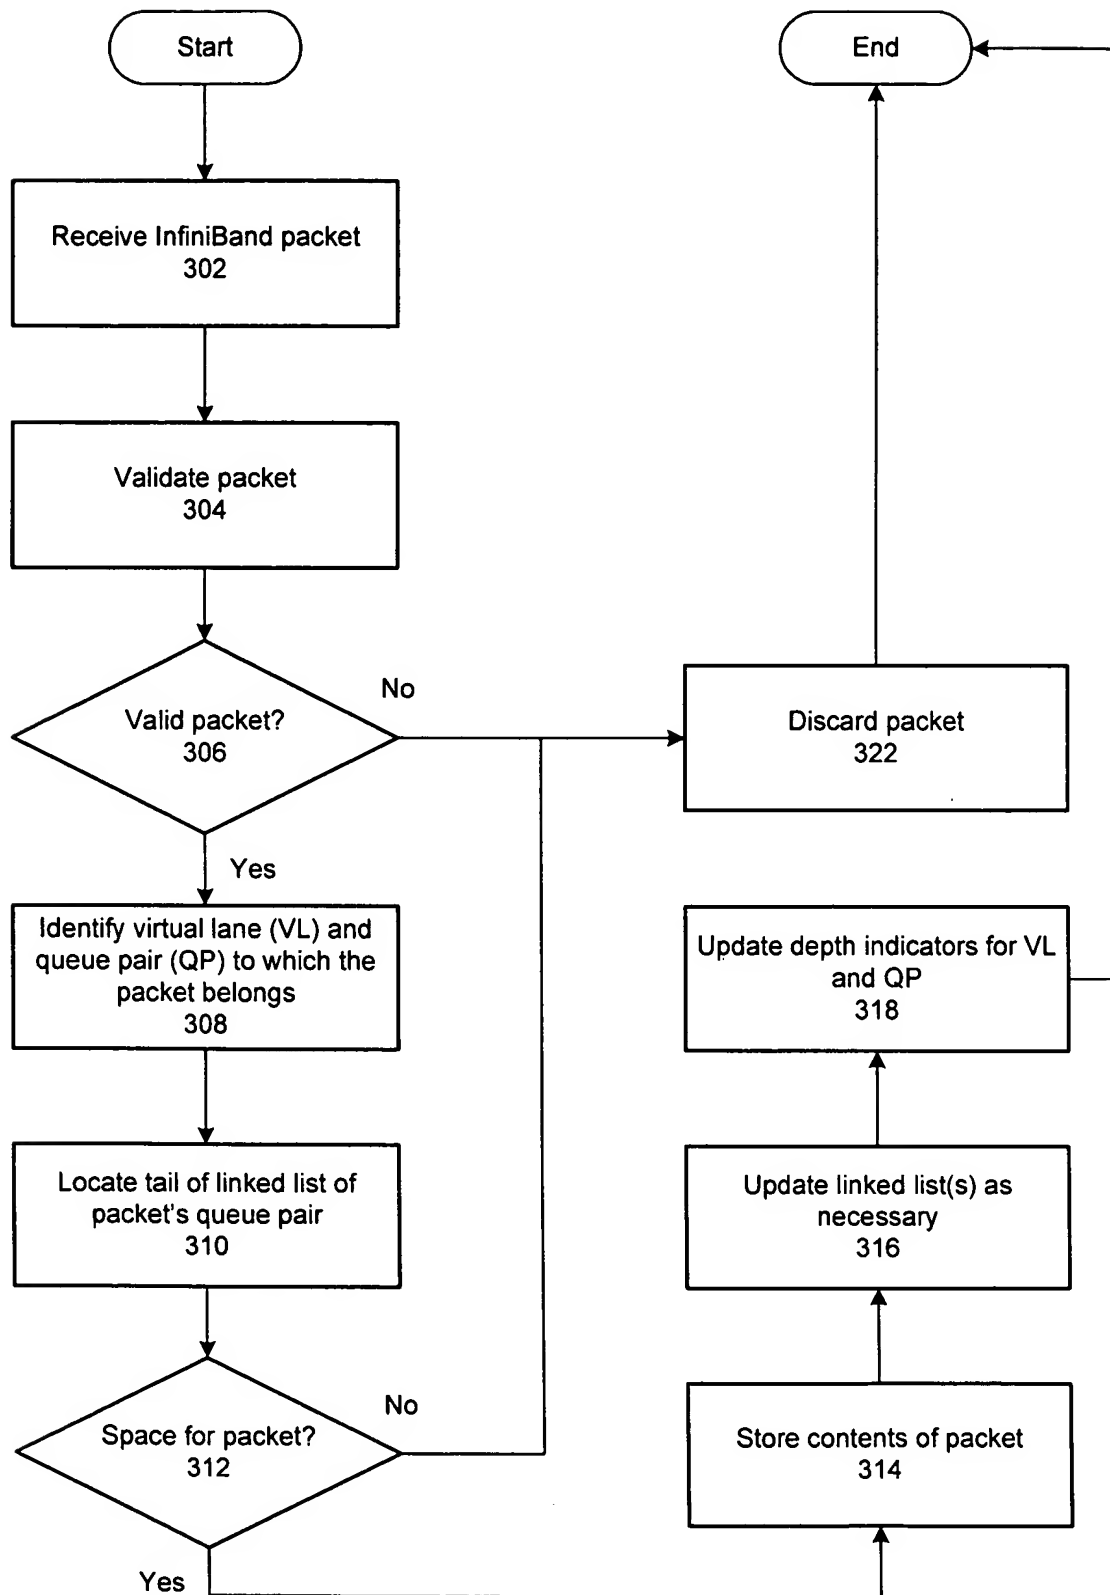 Start
Receive InfiniBand packet
302
Validate packet
304
Valid packet?
306
No
Yes
Identify virtual lane (VL) and
queue pair (QP) to which the
packet belongs
308
Locate tail of linked list of
packet's queue pair
310
Space for packet?
312
No
Yes
End
Discard packet
322
Update depth indicators for VL
and QP
318
Update linked list(s) as
necessary
316
Store contents of packet
314